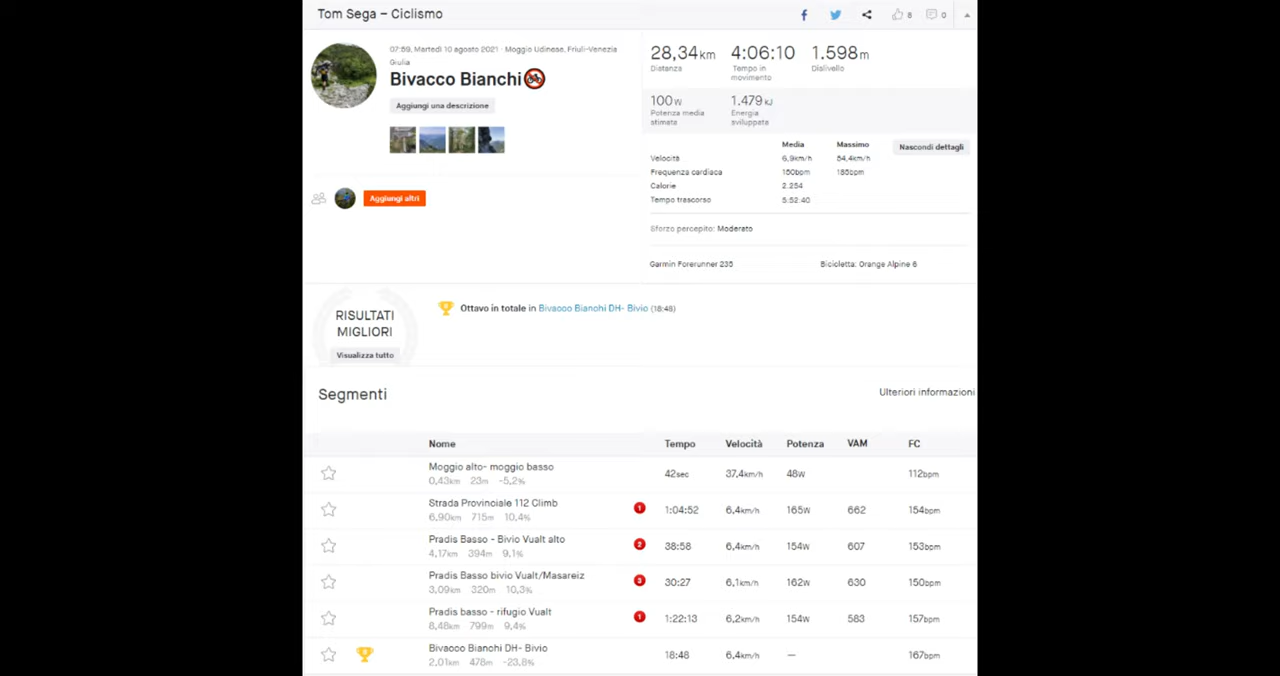 Tom Sega – Ciclismo
8
0
07:59, Martedì 10 agosto 2021 · Moggio Udinese, Friuli-Venezia
Giulia
Bivacco Bianchi
Aggiungi una descrizione
Aggiungi altri
28,34km 4:06:10 1.598m
Distanza Tempo in Dislivello
movimento
100W 1.479kJ
Potenza media Energia
stimata sviluppata
Media Massimo Nascondi dettagli
Velocità 6,9km/h 54,4km/h
Frequenza cardiaca 150bpm 185bpm
Calorie 2.254
Tempo trascorso 5:52:40
Sforzo percepito: Moderato
Garmin Forerunner 235 Bicicletta: Orange Alpine 6
RISULTATI
MIGLIORI
Visualizza tutto
Ottavo in totale in Bivacco Bianchi DH- Bivio (18:48)
Segmenti Ulteriori informazioni
Nome Tempo Velocità Potenza VAM FC
Moggio alto- moggio basso 42sec 37,4km/h 48W 112bpm
0,43km 23m -5,2%
Strada Provinciale 112 Climb 1 1:04:52 6,4km/h 165W 662 154bpm
6,90km 715m 10,4%
Pradis Basso - Bivio Vualt alto 2 38:58 6,4km/h 154W 607 153bpm
4,17km 394m 9,1%
Pradis Basso bivio Vualt/Masareiz 3 30:27 6,1km/h 162W 630 150bpm
3,09km 320m 10,3%
Pradis basso - rifugio Vualt 1 1:22:13 6,2km/h 154W 583 157bpm
8,48km 799m 9,4%
Bivacco Bianchi DH- Bivio 18:48 6,4km/h — 167bpm
2,01km 478m -23,8%